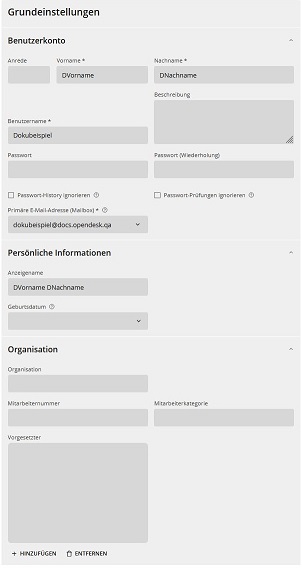 Grundeinstellungen
Benutzerkonto
Anrede Vorname * Nachname *
DVorname DNachname
Beschreibung
Benutzername *
Dokubeispiel
Passwort Passwort (Wiederholung)
Passwort-History ignorieren Passwort-Prüfungen ignorieren
Primäre E-Mail-Adresse (Mailbox) *
dokubeispiel@docs.opendesk.qa
Persönliche Informationen
Anzeigename
DVorname DNachname
Geburtsdatum
Organisation
Organisation
Mitarbeiternummer Mitarbeiterkategorie
Vorgesetzter
+ HINZUFÜGEN ENTFERNEN